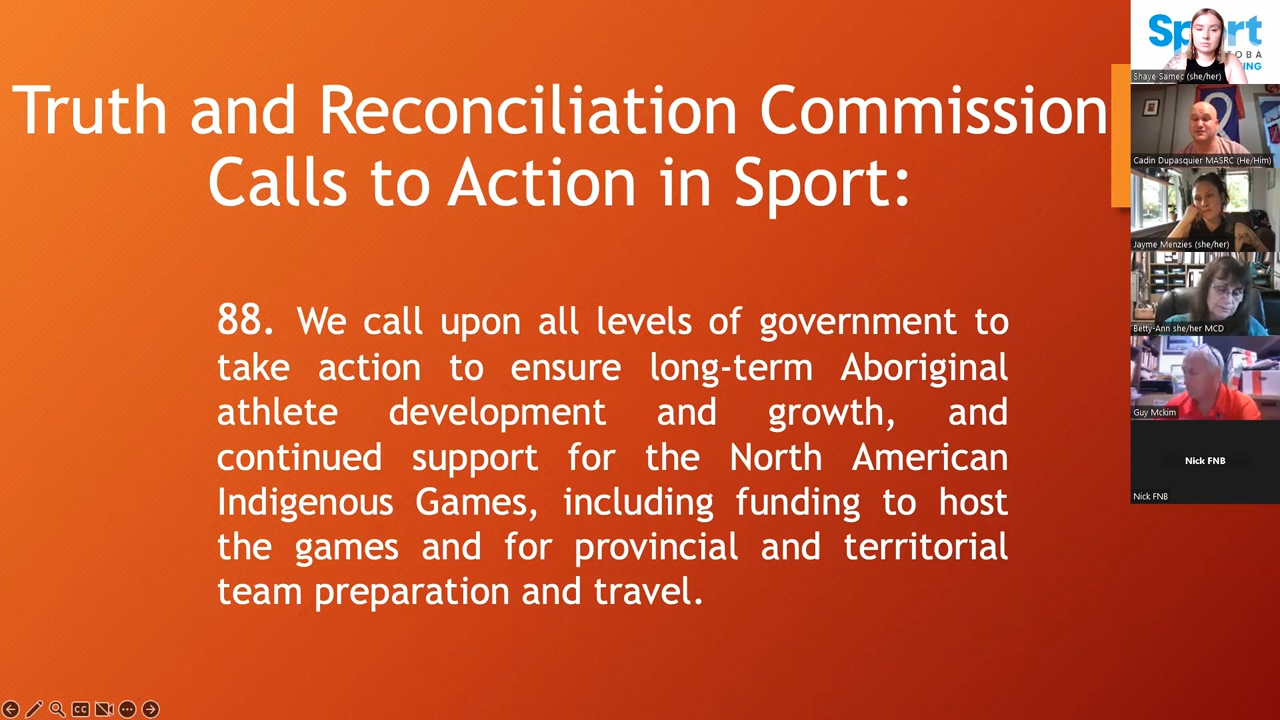 Truth and Reconciliation Commission
Calls to Action in Sport:
88. We call upon all levels of government to
take action to ensure long-term Aboriginal
athlete development and growth, and
continued support for the North American
Indigenous Games, including funding to host
the games and for provincial and territorial
team preparation and travel.
Shaye Samec (she/her)
Cadin Dupasquier MASRC (He/Him)
Jayme Menzies (she/her)
Betty-Ann she/her MCD
Guy Mckim
Nick FNB
Nick FNB
CC